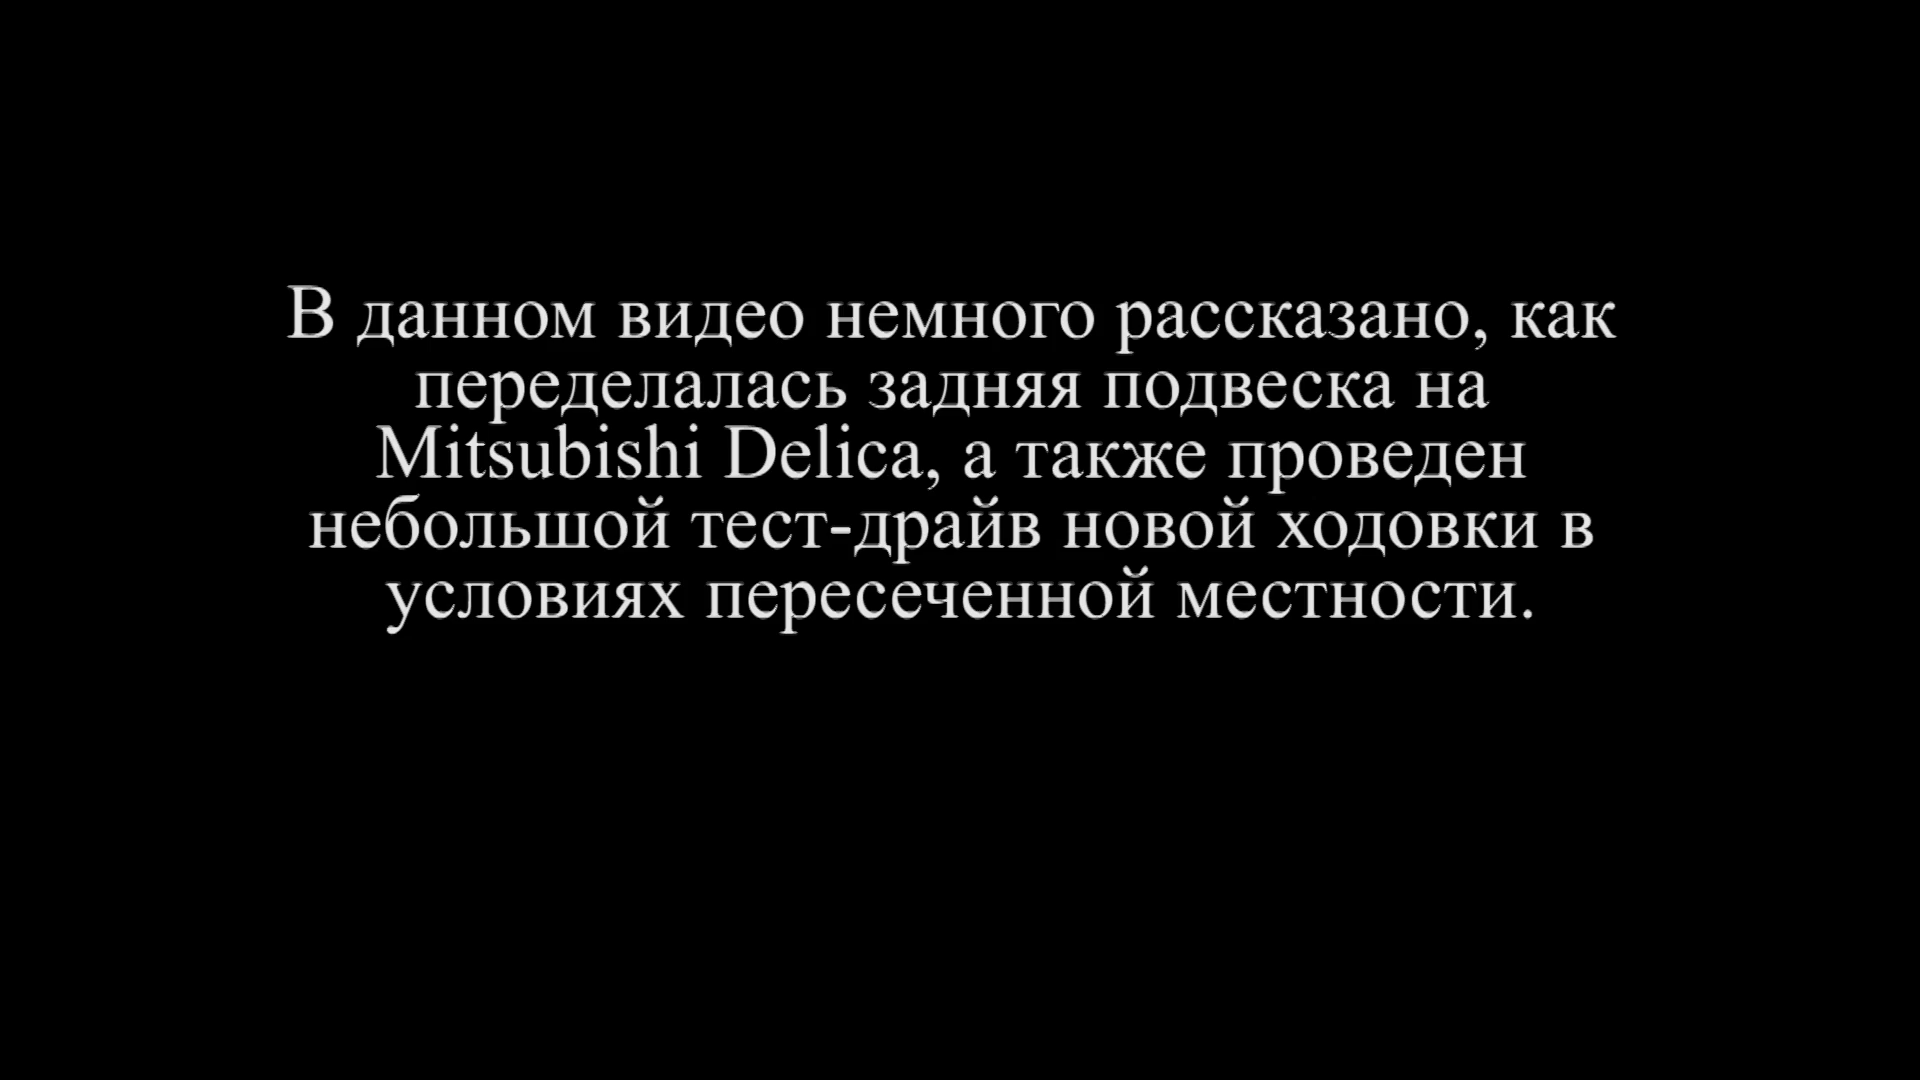 В данном видео немного рассказано, как
переделалась задняя подвеска на
Mitsubishi Delica, а также проведен
небольшой тест-драйв новой ходовки в
условиях пересеченной местности.